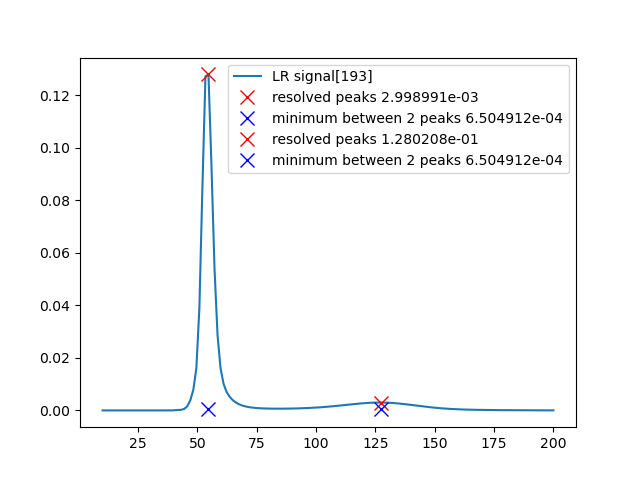 LR signal[193]
resolved peaks 2.998991e-03
minimum between 2 peaks 6.504912e-04
resolved peaks 1.280208e-01
minimum between 2 peaks 6.504912e-04
0.12
0.10
0.08
0.06
0.04
0.02
0.00
25 50 75 100 125 150 175 200